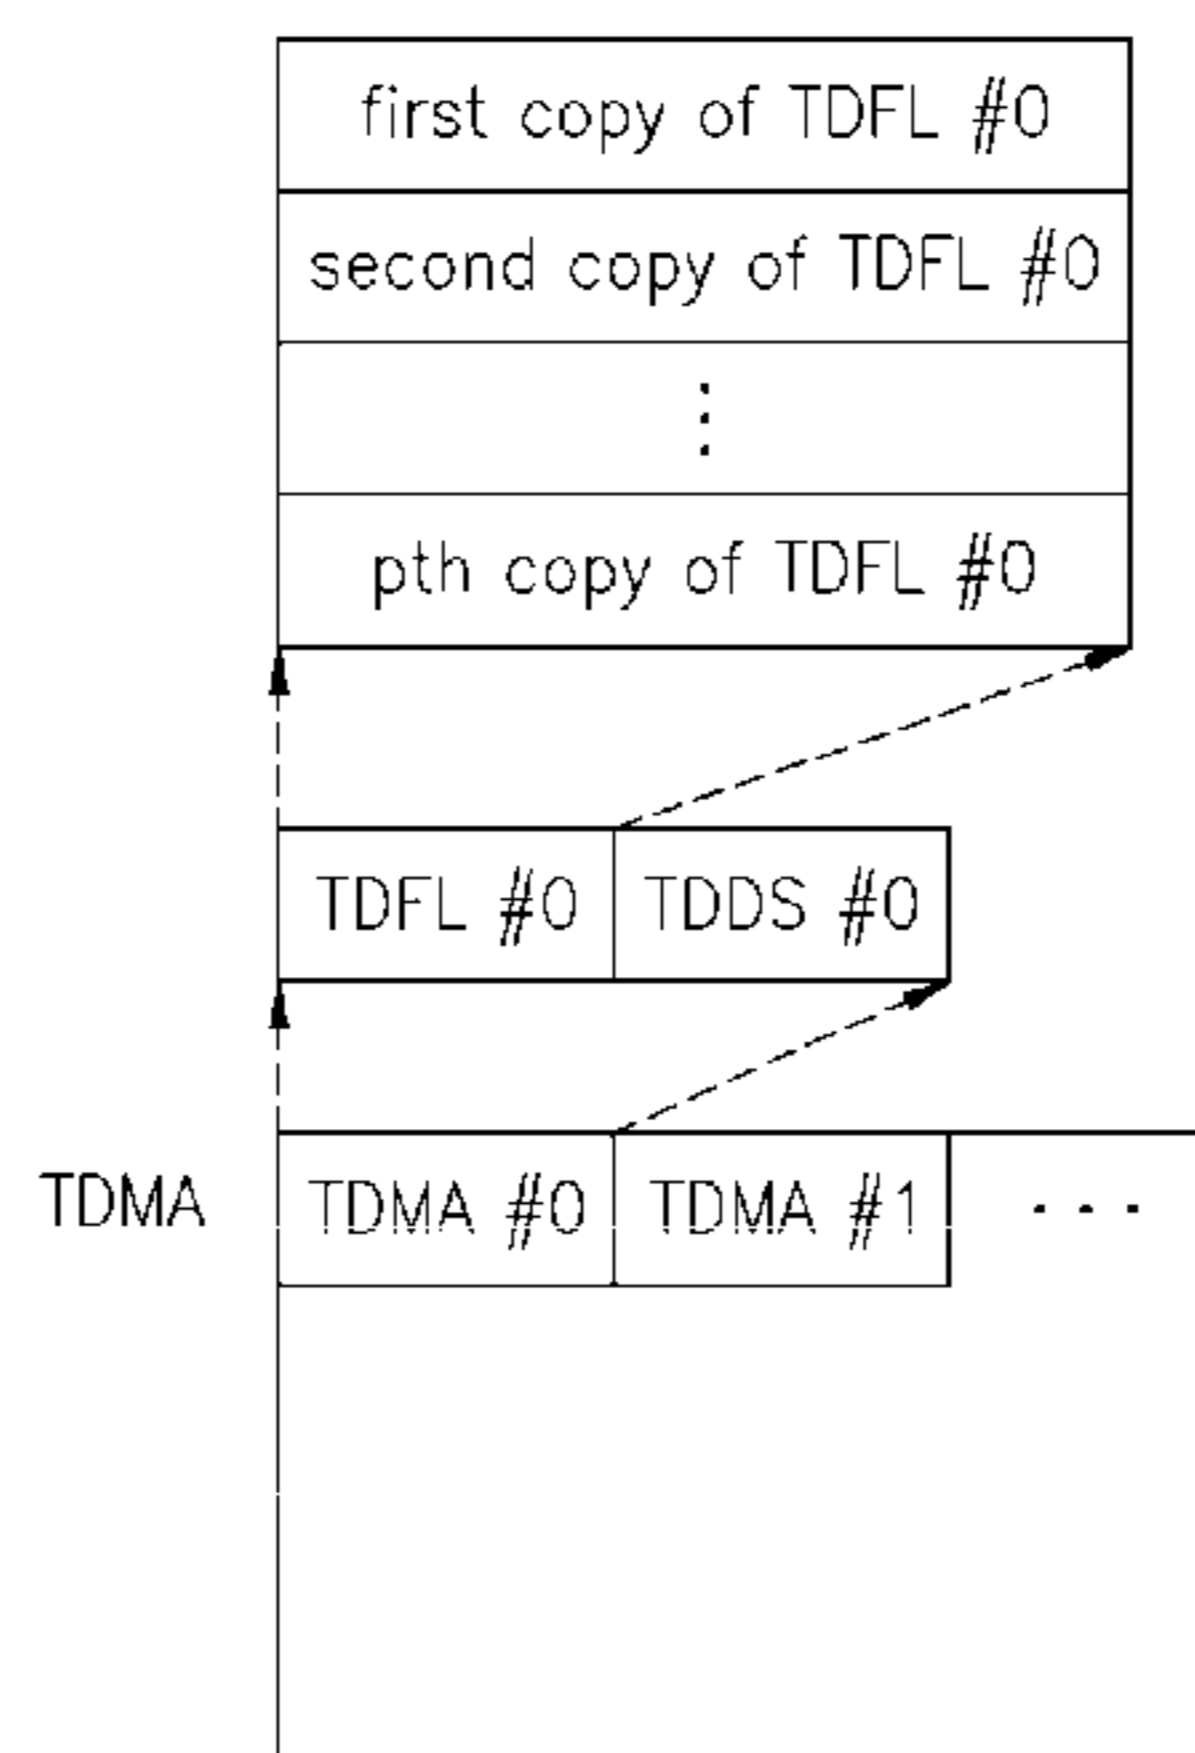 first copy of TDFL #0
second copy of TDFL #0
⋮
pth copy of TDFL #0
TDFL #0 TDDS #0
TDMA TDMA #0 TDMA #1 ...